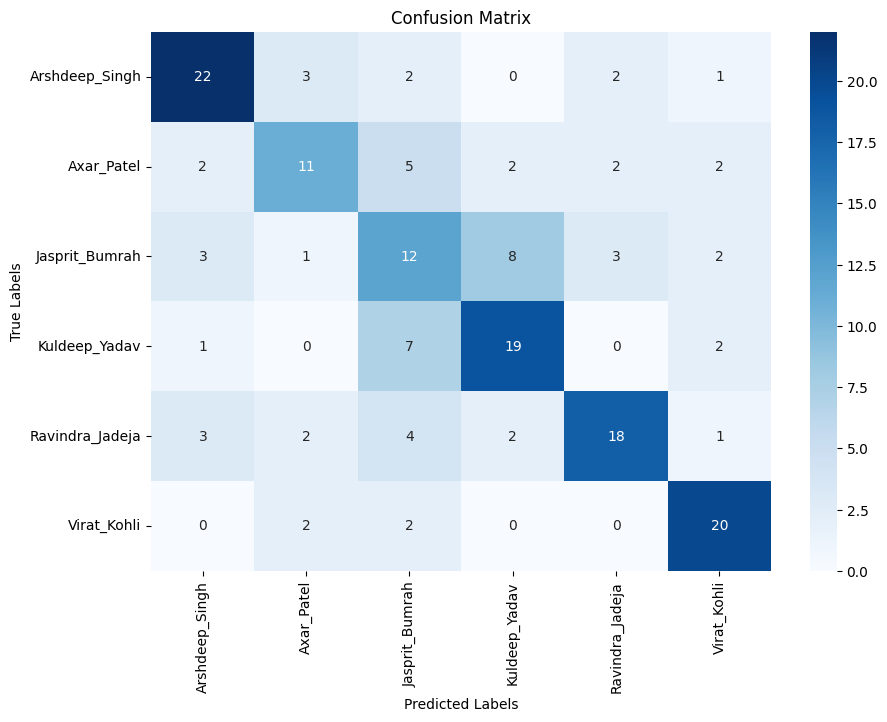 Confusion Matrix
True Labels
Arshdeep_Singh 22 3 2 0 2 1
Axar_Patel 2 11 5 2 2 2
Jasprit_Bumrah 3 1 12 8 3 2
Kuldeep_Yadav 1 0 7 19 0 2
Ravindra_Jadeja 3 2 4 2 18 1
Virat_Kohli 0 2 2 0 0 20
Arshdeep_Singh Axar_Patel Jasprit_Bumrah Kuldeep_Yadav Ravindra_Jadeja Virat_Kohli
Predicted Labels
20.0
17.5
15.0
12.5
10.0
7.5
5.0
2.5
0.0